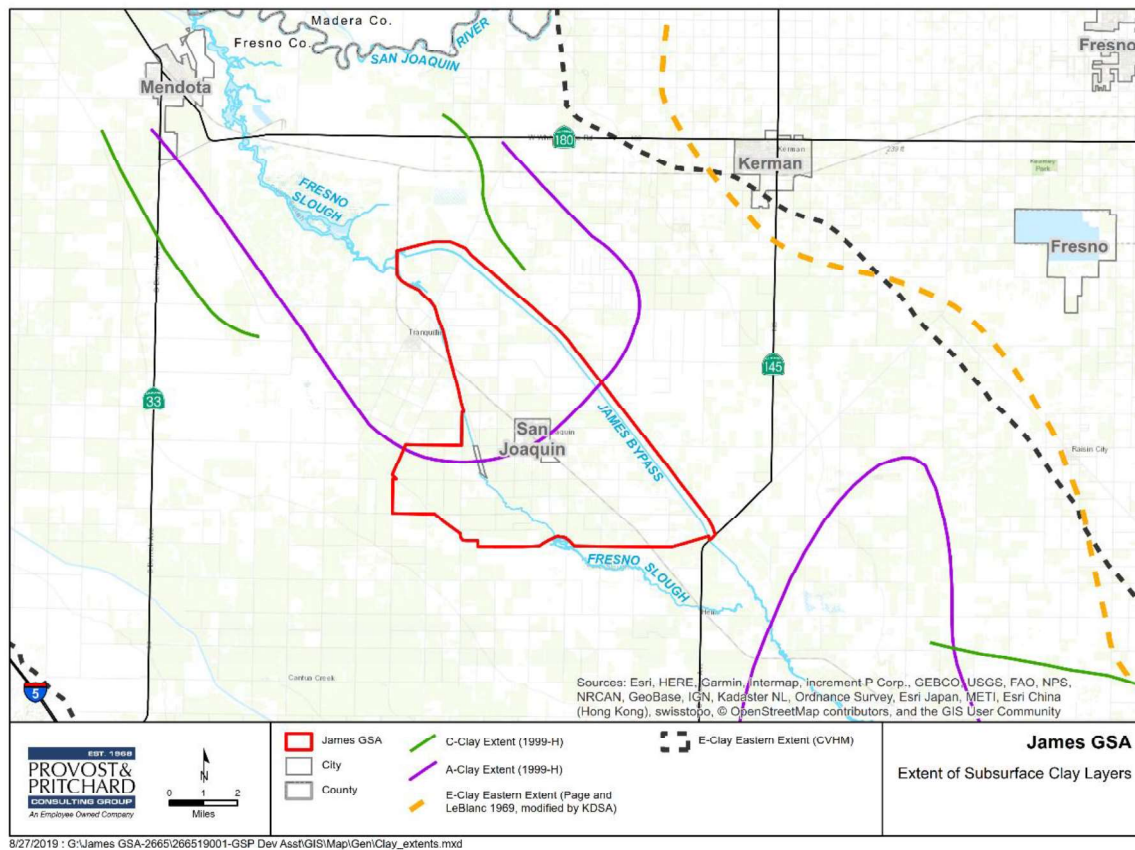 Madera Co.
Fresno Co.
SAN JOAQUIN
RIVER
Fresno
Mendota
180
Kerman
Kerman
Kearney
Park
FRESNO
SLOUGH
Fresno
Tranquillity
145
33
San
Joaquin
JAMES BYPASS
Raisin City
FRESNO SLOUGH
Helm
Cantua Creek
5
Sources: Esri, HERE, Garmin, Intermap, increment P Corp., GEBCO, USGS, FAO, NPS,
NRCAN, GeoBase, IGN, Kadaster NL, Ordnance Survey, Esri Japan, METI, Esri China
(Hong Kong), swisstopo, © OpenStreetMap contributors, and the GIS User Community
EST. 1968
PROVOST&
PRITCHARD
CONSULTING GROUP
An Employee Owned Company
N
0 1 2
Miles
James GSA
City
County
C-Clay Extent (1999-H)
A-Clay Extent (1999-H)
E-Clay Eastern Extent (Page and
LeBlanc 1969, modified by KDSA)
E-Clay Eastern Extent (CVHM)
James GSA
Extent of Subsurface Clay Layers
8/27/2019 : G:\James GSA-2665\266519001-GSP Dev Asst\GIS\Map\Gen\Clay_extents.mxd